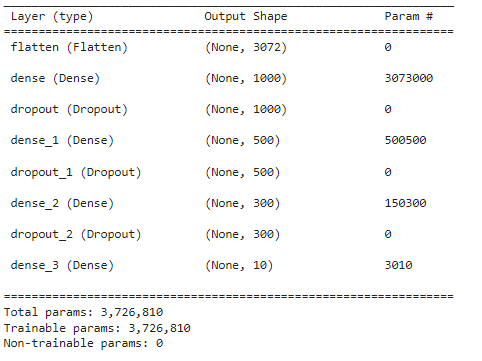 Layer (type) Output Shape Param #
=================================================================
flatten (Flatten) (None, 3072) 0
dense (Dense) (None, 1000) 3073000
dropout (Dropout) (None, 1000) 0
dense_1 (Dense) (None, 500) 500500
dropout_1 (Dropout) (None, 500) 0
dense_2 (Dense) (None, 300) 150300
dropout_2 (Dropout) (None, 300) 0
dense_3 (Dense) (None, 10) 3010
=================================================================
Total params: 3,726,810
Trainable params: 3,726,810
Non-trainable params: 0